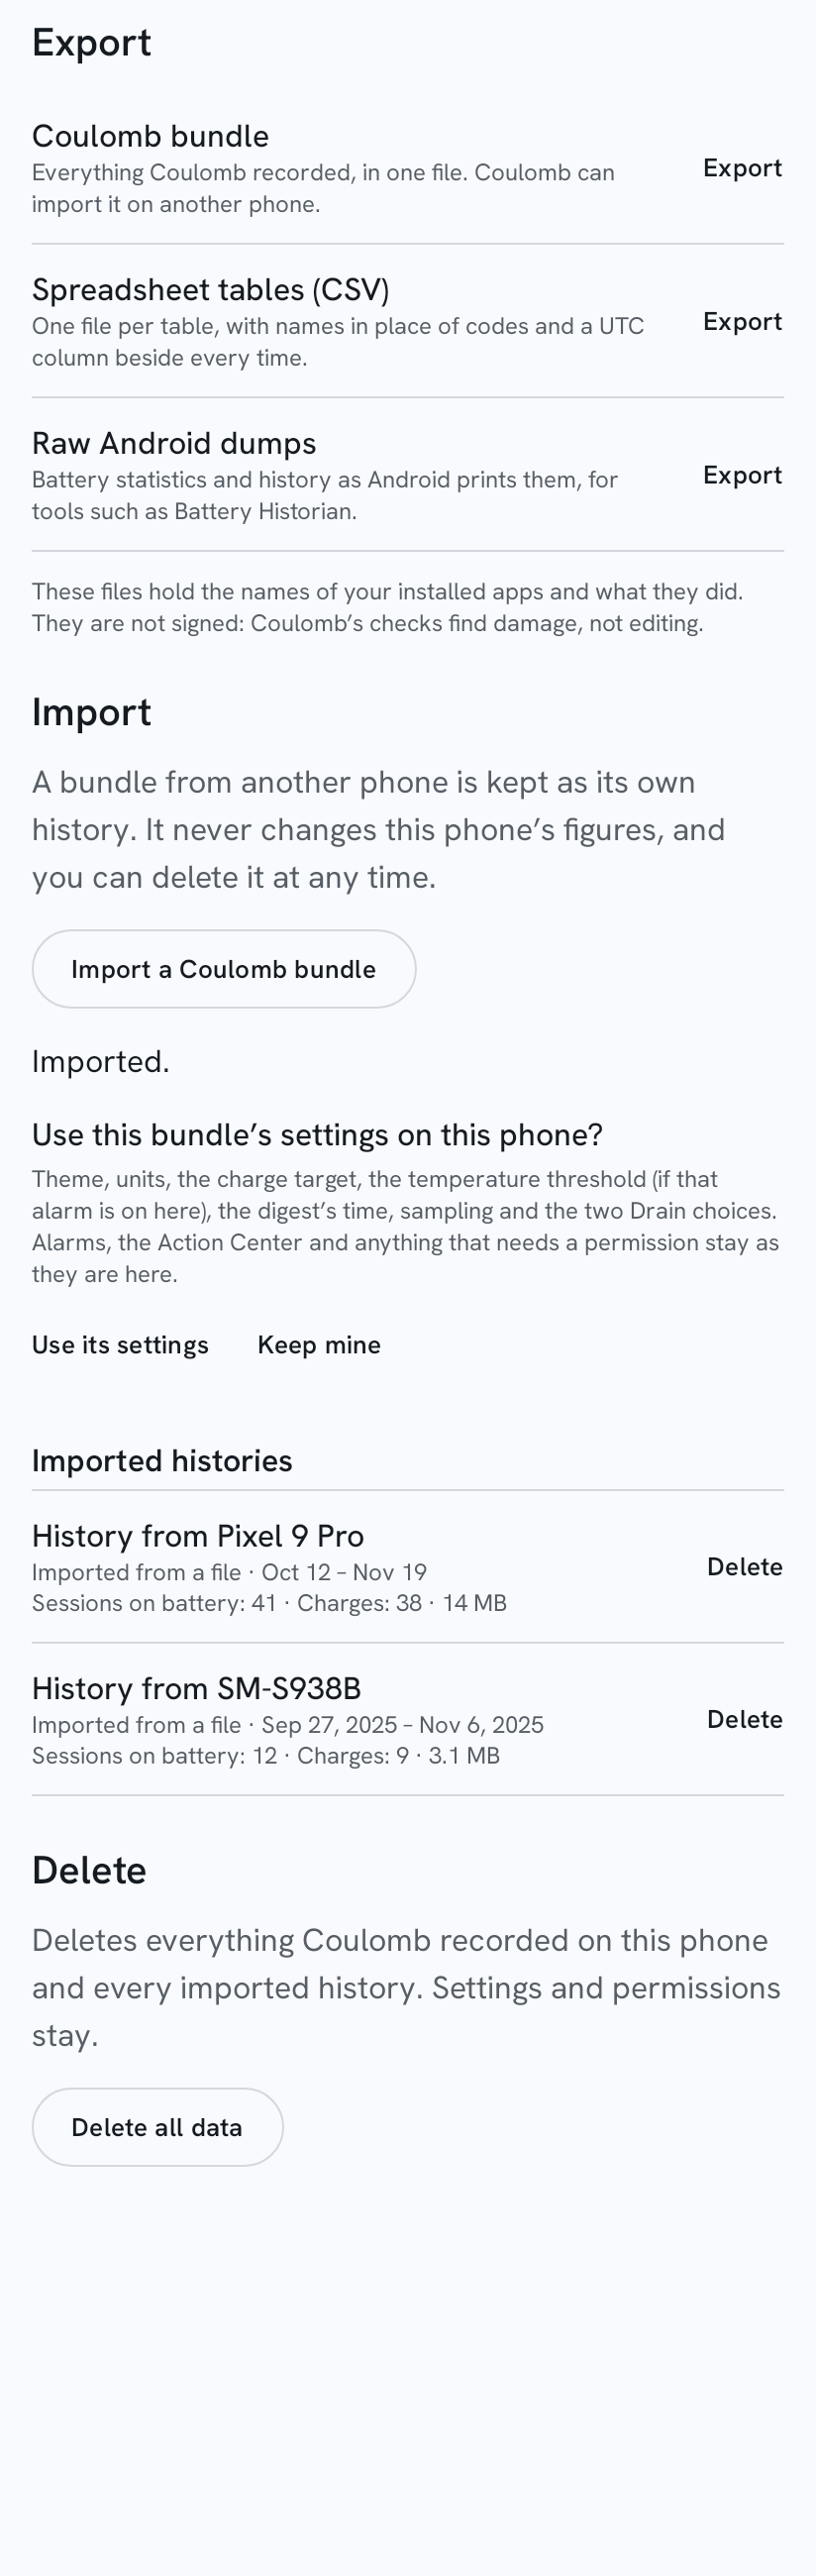 Export
Coulomb bundle
Everything Coulomb recorded, in one file. Coulomb can
import it on another phone.
Export
Spreadsheet tables (CSV)
One file per table, with names in place of codes and a UTC
column beside every time.
Export
Raw Android dumps
Battery statistics and history as Android prints them, for
tools such as Battery Historian.
Export
These files hold the names of your installed apps and what they did.
They are not signed: Coulomb’s checks find damage, not editing.
Import
A bundle from another phone is kept as its own
history. It never changes this phone’s figures, and
you can delete it at any time.
Import a Coulomb bundle
Imported.
Use this bundle’s settings on this phone?
Theme, units, the charge target, the temperature threshold (if that
alarm is on here), the digest’s time, sampling and the two Drain choices.
Alarms, the Action Center and anything that needs a permission stay as
they are here.
Use its settings Keep mine
Imported histories
History from Pixel 9 Pro
Imported from a file · Oct 12 – Nov 19
Sessions on battery: 41 · Charges: 38 · 14 MB
Delete
History from SM-S938B
Imported from a file · Sep 27, 2025 – Nov 6, 2025
Sessions on battery: 12 · Charges: 9 · 3.1 MB
Delete
Delete
Deletes everything Coulomb recorded on this phone
and every imported history. Settings and permissions
stay.
Delete all data